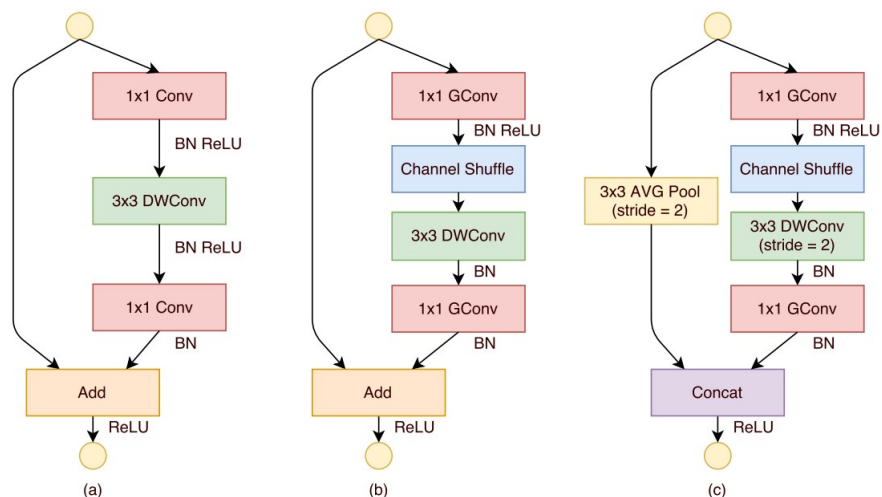 1x1 Conv
BN ReLU
3x3 DWConv
BN ReLU
1x1 Conv
BN
Add
ReLU
(a)
1x1 GConv
BN ReLU
Channel Shuffle
3x3 DWConv
BN
1x1 GConv
BN
Add
ReLU
(b)
3x3 AVG Pool
(stride = 2)
1x1 GConv
BN ReLU
Channel Shuffle
3x3 DWConv
(stride = 2)
BN
1x1 GConv
BN
Concat
ReLU
(c)